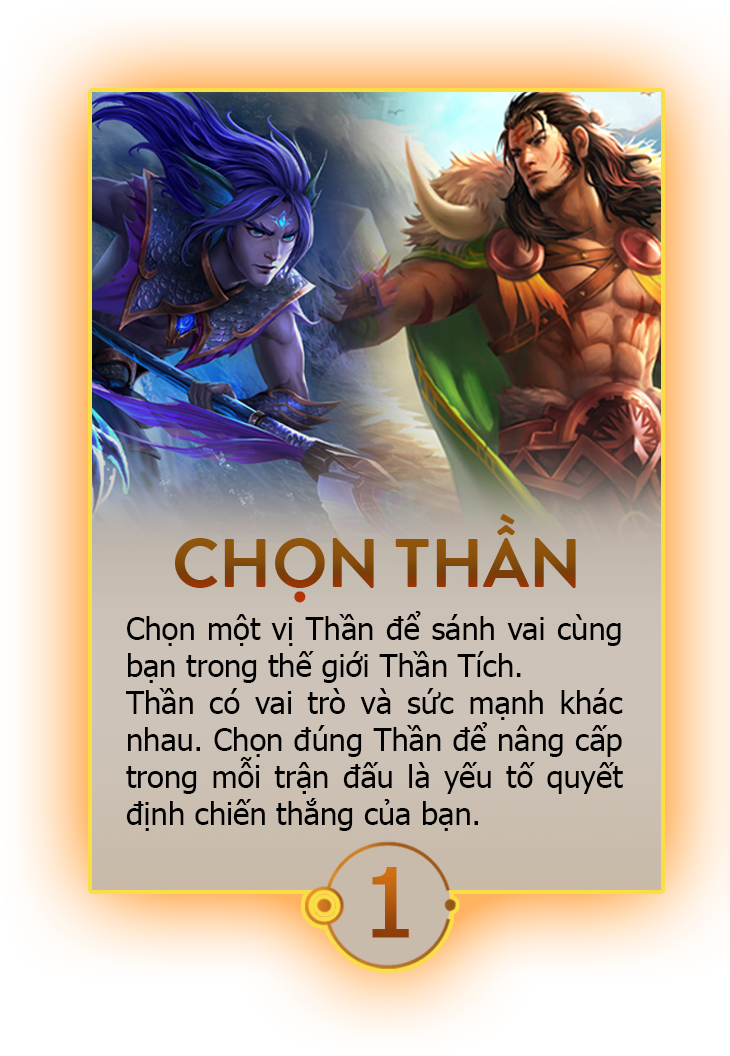 CHỌN THẦN
Chọn một vị Thần để sánh vai cùng
bạn trong thế giới Thần Tích.
Thần có vai trò và sức mạnh khác
nhau. Chọn đúng Thần để nâng cấp
trong mỗi trận đấu là yếu tố quyết
định chiến thắng của bạn.
1